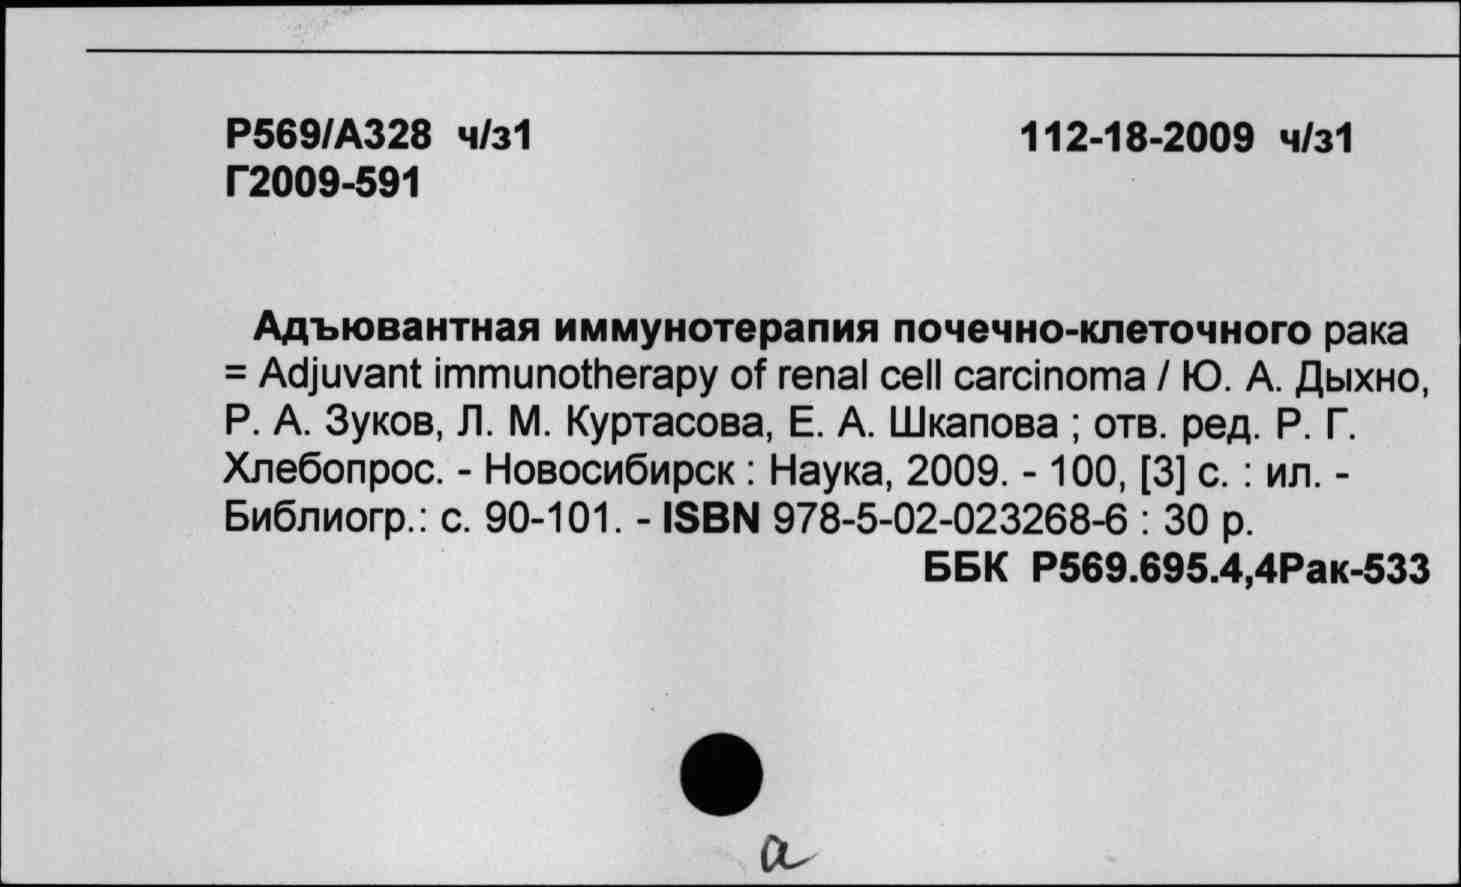 Р569/А328 ч/з1 112-18-2009 ч/з1
Г2009-591
Адъювантная иммунотерапия почечно-клеточного рака
= Adjuvant immunotherapy of renal cell carcinoma / Ю. А. Дыхно,
Р. А. Зуков, Л. М. Куртасова, Е. А. Шкапова ; отв. ред. Р. Г.
Хлебопрос. - Новосибирск : Наука, 2009. - 100, [3] с. : ил. -
Библиогр.: с. 90-101. - ISBN 978-5-02-023268-6 : 30 р.
ББК Р569.695.4,4Рак-533
а